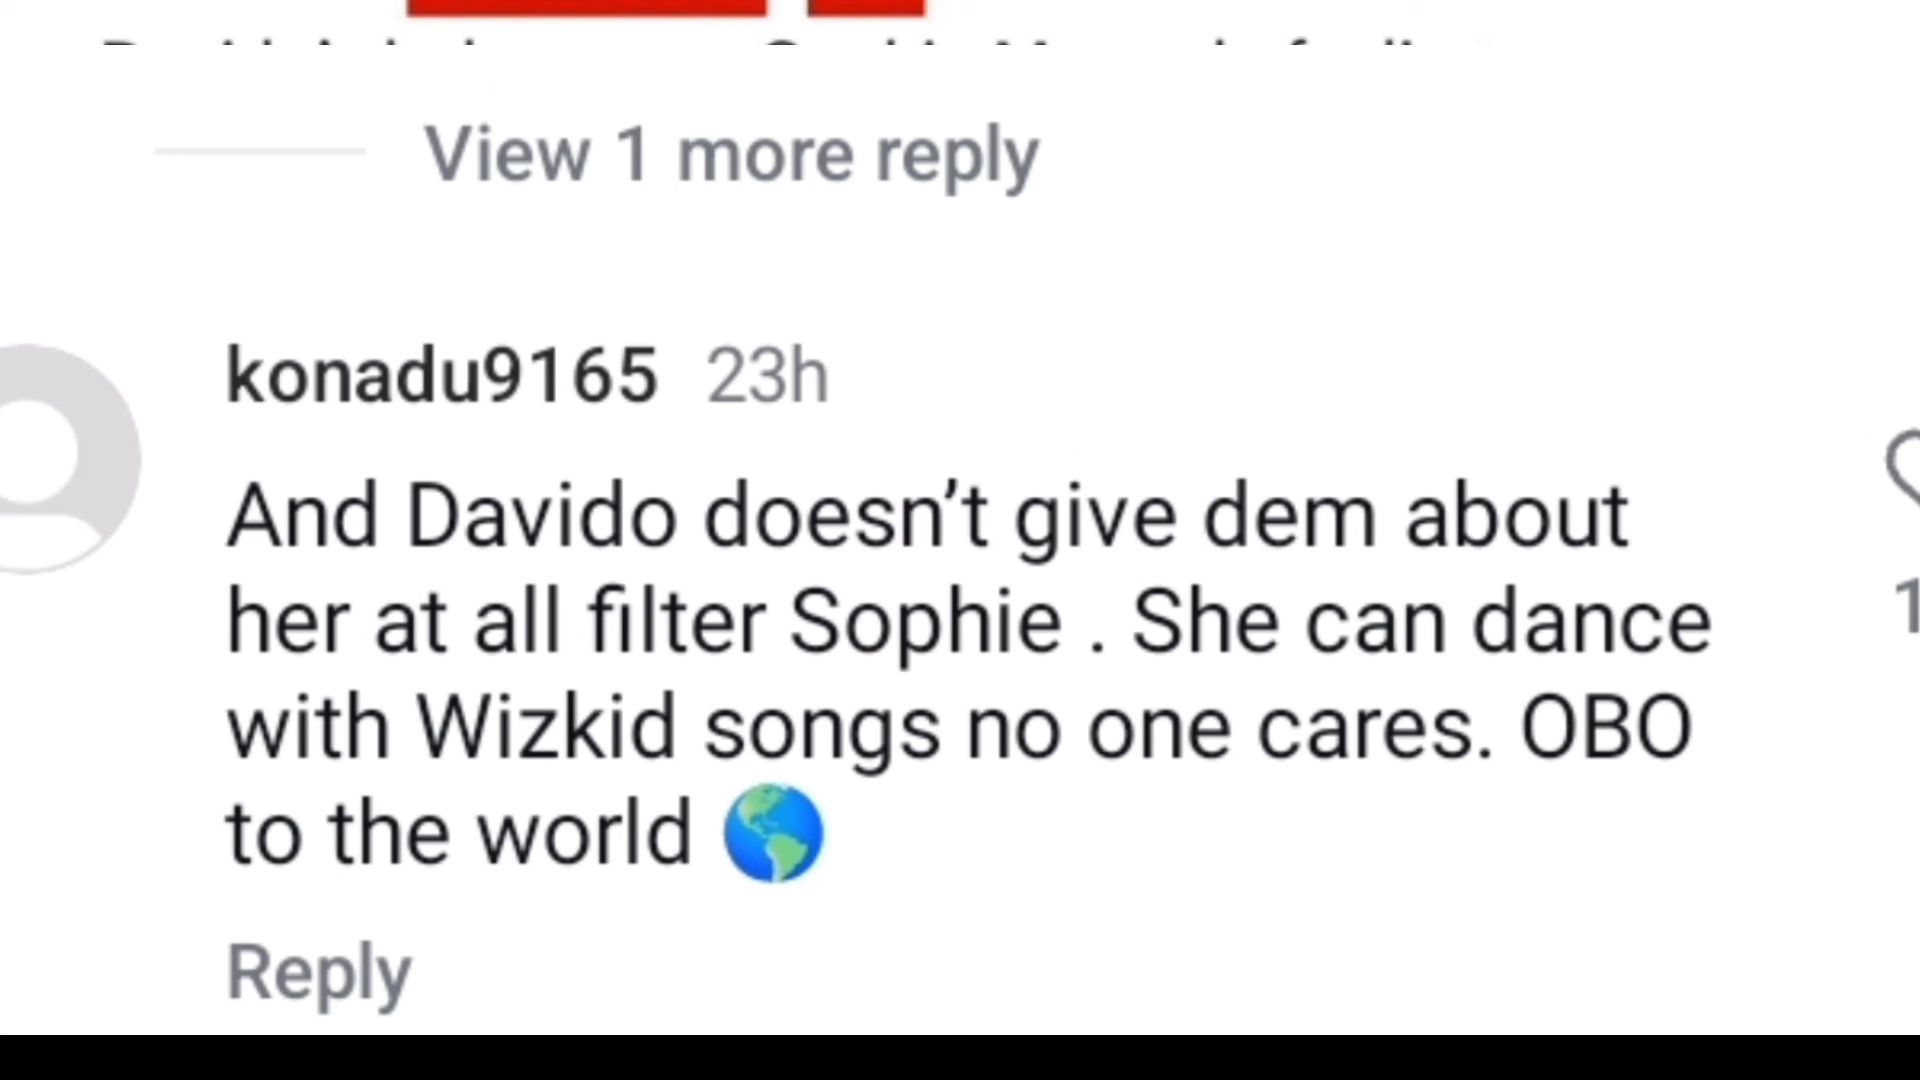 View 1 more reply
konadu9165 23h
And Davido doesn’t give dem about
her at all filter Sophie . She can dance
with Wizkid songs no one cares. OBO
to the world 🌎
1
Reply